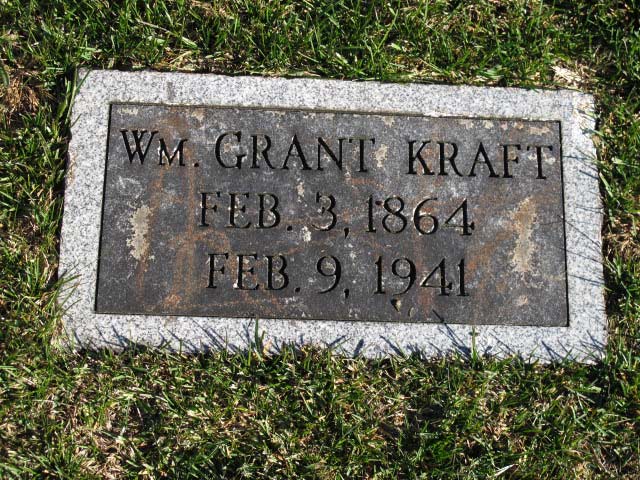 WM. GRANT KRAFT
FEB. 3, 1864
FEB. 9, 1941